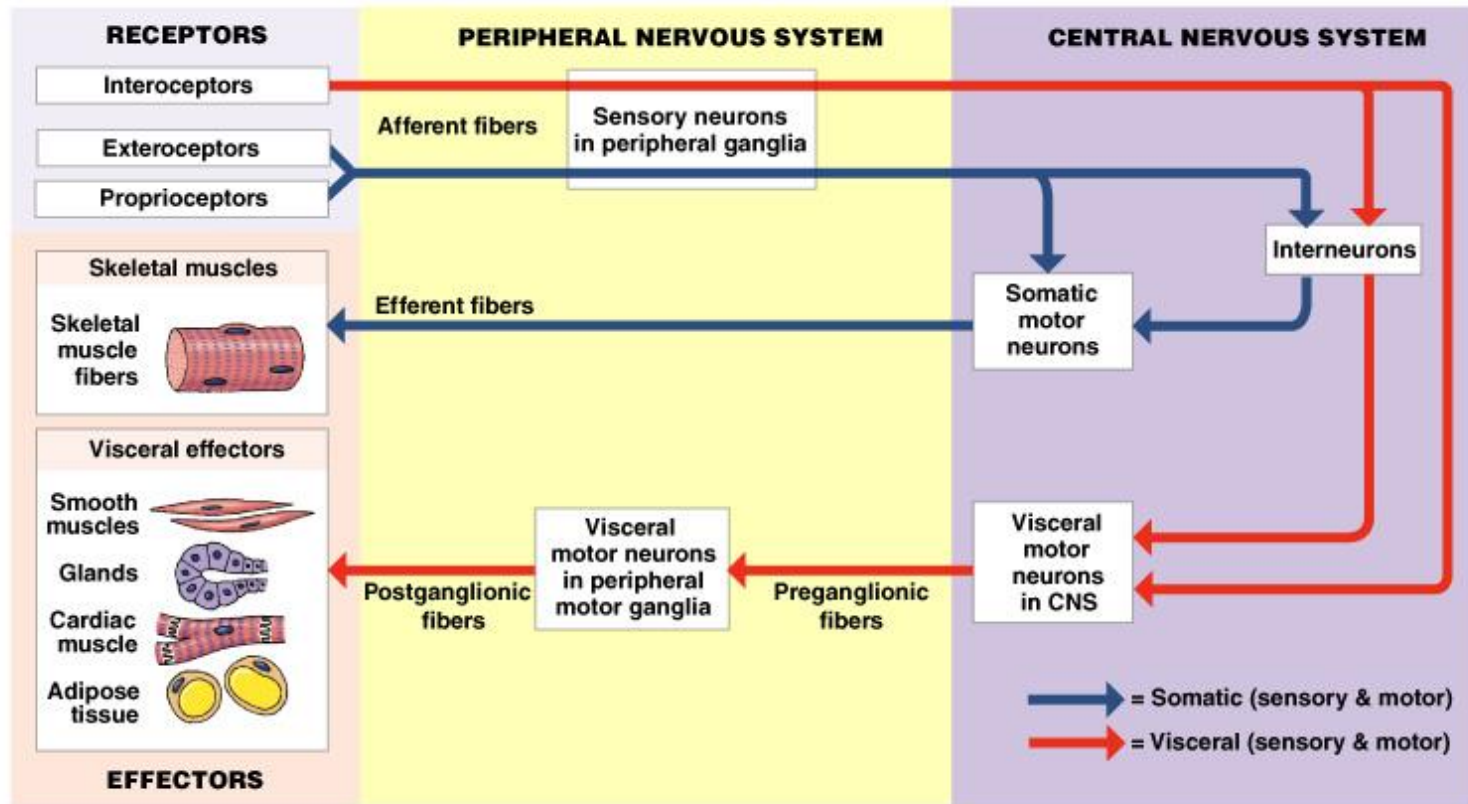 RECEPTORS
PERIPHERAL NERVOUS SYSTEM
CENTRAL NERVOUS SYSTEM
Interoceptors
Exteroceptors
Proprioceptors
Afferent fibers
Sensory neurons
in peripheral ganglia
Interneurons
Skeletal muscles
Skeletal
muscle
fibers
Efferent fibers
Somatic
motor
neurons
Visceral effectors
Smooth
muscles
Glands
Cardiac
muscle
Adipose
tissue
Postganglionic
fibers
Visceral
motor neurons
in peripheral
motor ganglia
Preganglionic
fibers
Visceral
motor
neurons
in CNS
= Somatic (sensory & motor)
= Visceral (sensory & motor)
EFFECTORS